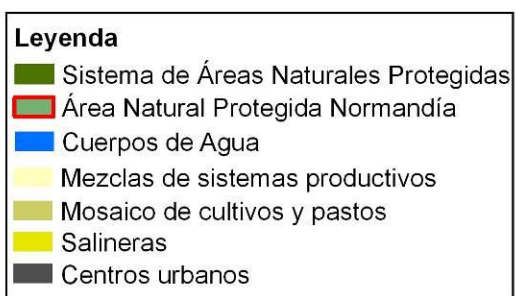 Leyenda
Sistema de Áreas Naturales Protegidas
Área Natural Protegida Normandía
Cuerpos de Agua
Mezclas de sistemas productivos
Mosaico de cultivos y pastos
Salineras
Centros urbanos